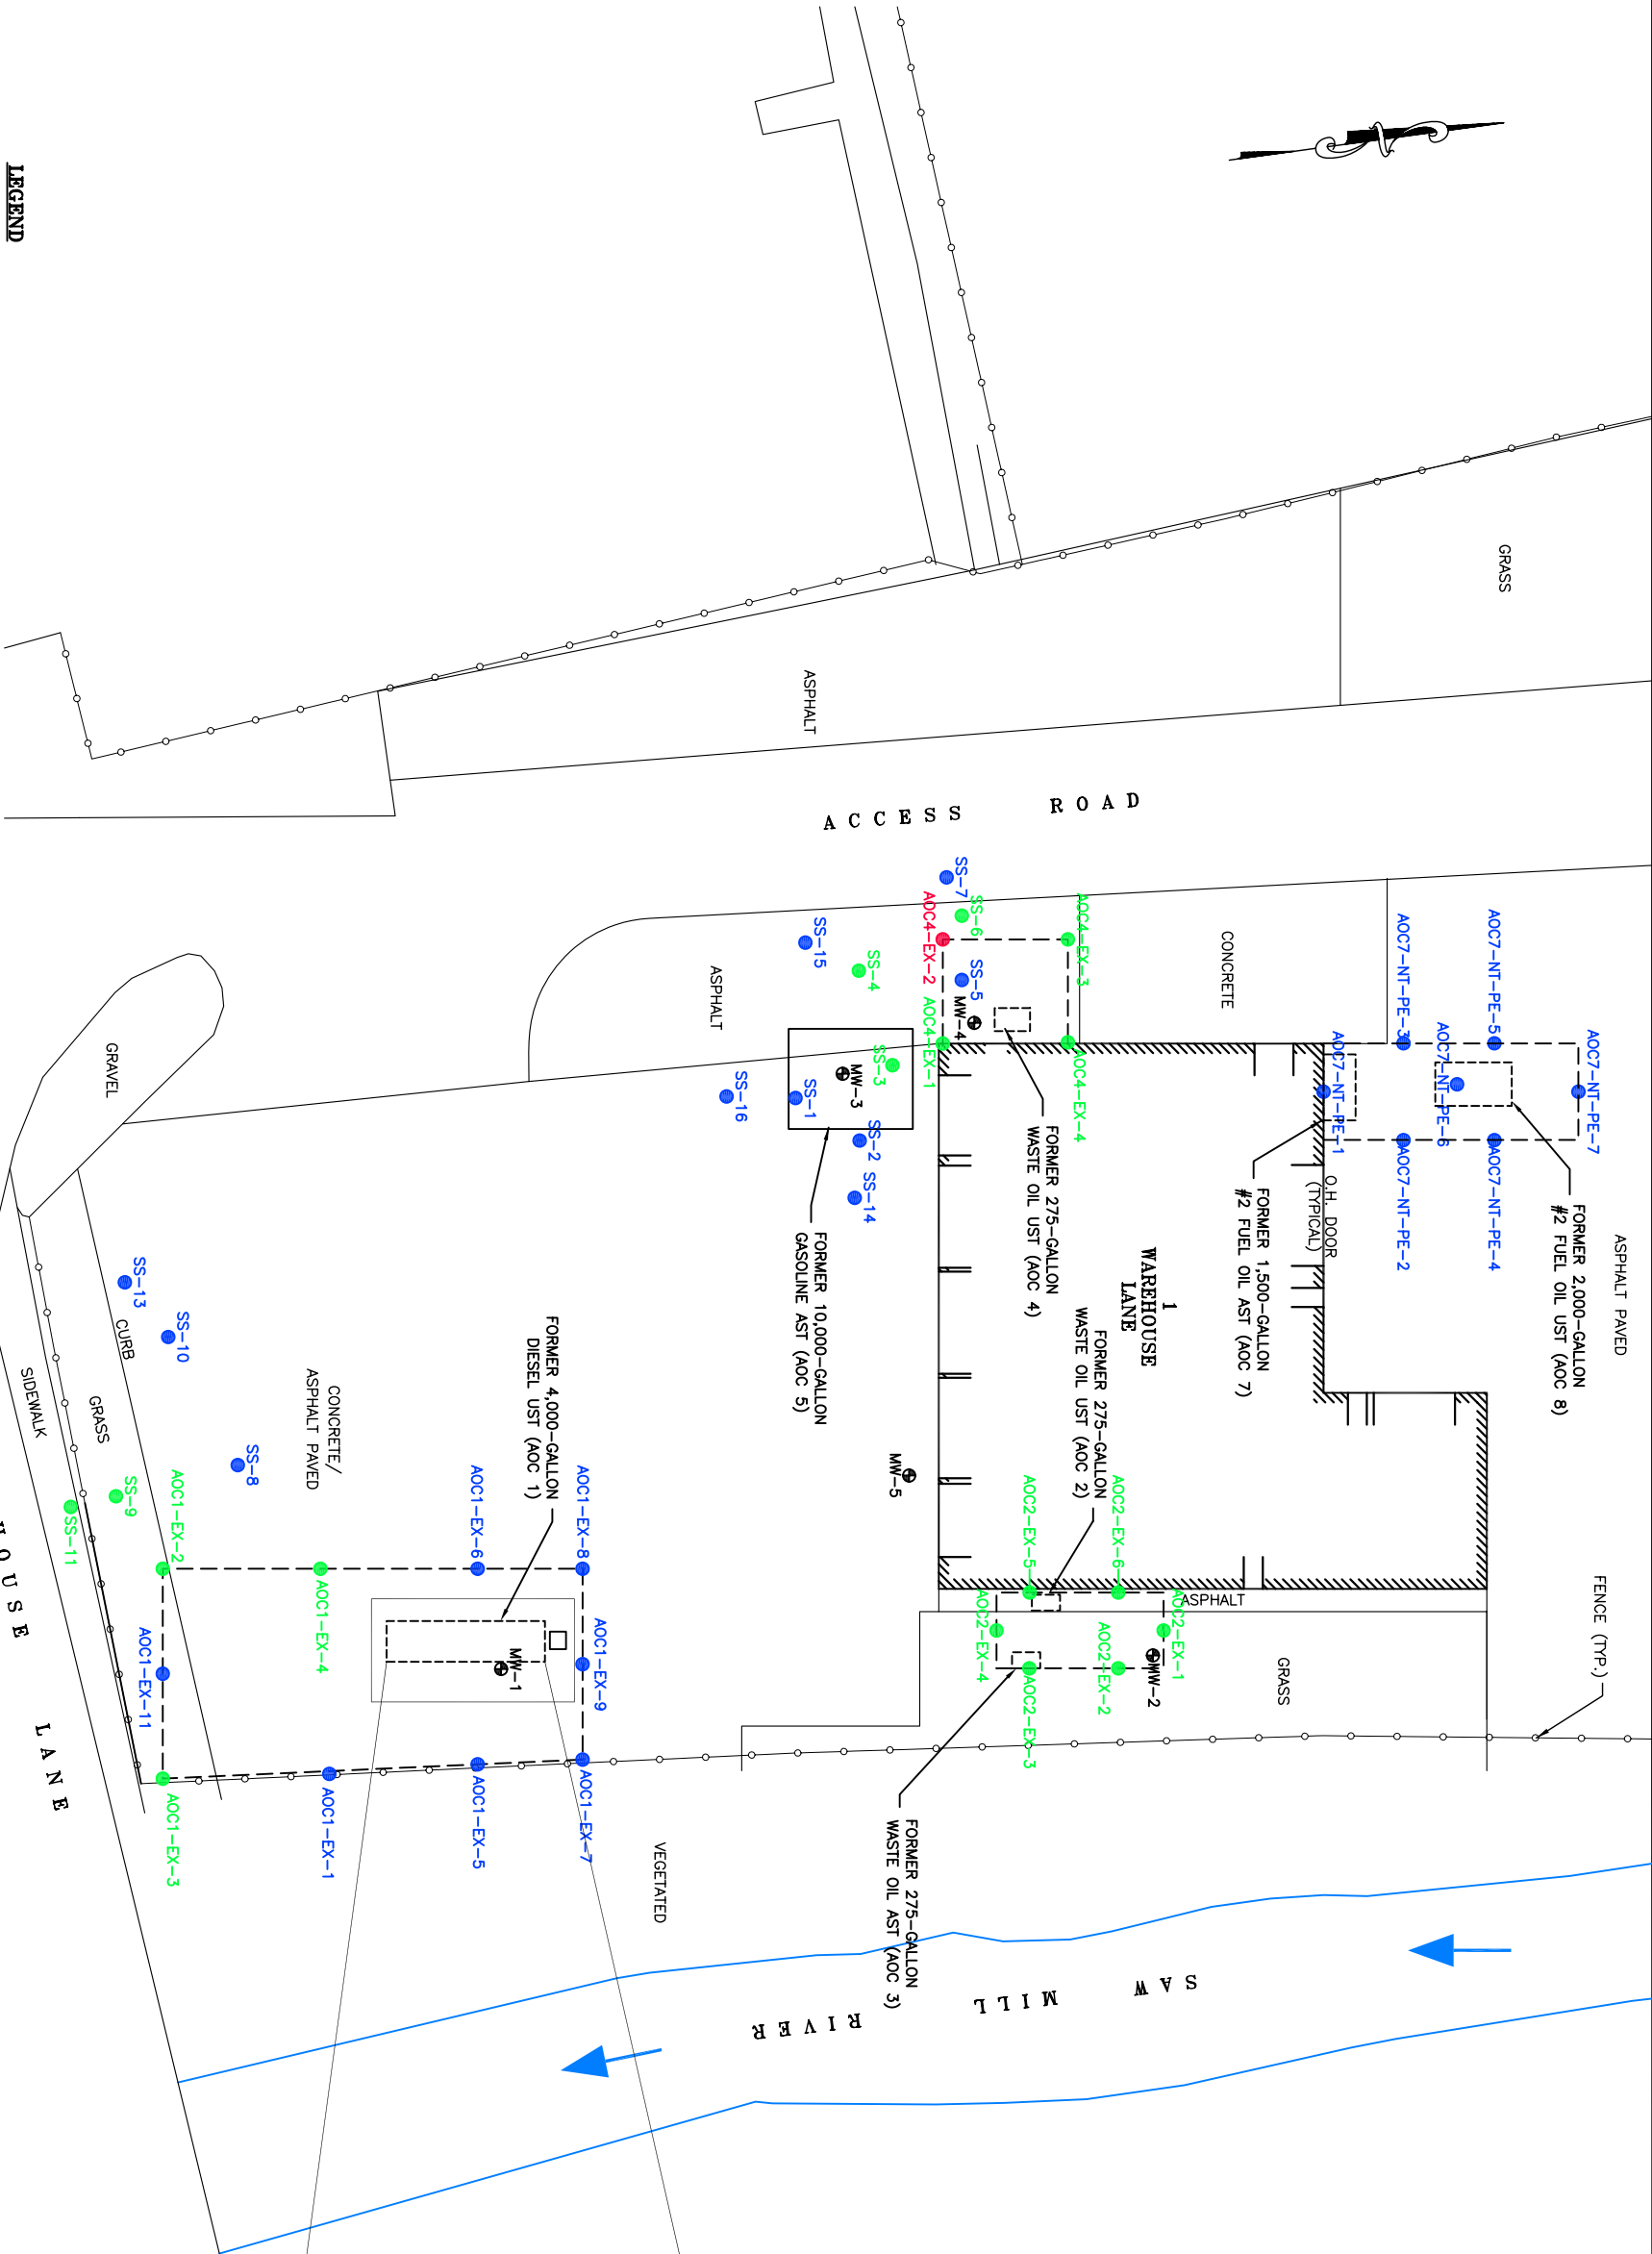 LEGEND
GRASS
ASPHALT
ACCESS ROAD
ASPHALT PAVED
CONCRETE
ASPHALT
GRAVEL
AOC7-NT-PE-7
AOC7-NT-PE-5
AOC7-NT-PE-3
AOC7-NT-PE-6
AOC7-NT-PE-1
AOC7-NT-PE-4
AOC7-NT-PE-2
FORMER 2,000-GALLON
#2 FUEL OIL UST (AOC 8)
O.H. DOOR
(TYPICAL)
FORMER 1,500-GALLON
#2 FUEL OIL AST (AOC 7)
SS-7
SS-6
SS-5
AOC4-EX-3
AOC4-EX-2
AOC4-EX-4
AOC4-EX-1
MW-4
SS-15
SS-4
SS-3
MW-3
SS-1
SS-16
SS-2
SS-14
FORMER 275-GALLON
WASTE OIL UST (AOC 4)
1
WAREHOUSE
LANE
FORMER 275-GALLON
WASTE OIL UST (AOC 2)
FORMER 10,000-GALLON
GASOLINE AST (AOC 5)
MW-5
FORMER 4,000-GALLON
DIESEL UST (AOC 1)
SS-13
SS-10
CURB
SIDEWALK
GRASS
CONCRETE/
ASPHALT PAVED
SS-8
SS-9
SS-11
AOC1-EX-2
AOC1-EX-4
AOC1-EX-6
AOC1-EX-8
AOC1-EX-9
MW-1
AOC1-EX-11
AOC1-EX-3
AOC1-EX-1
AOC1-EX-5
AOC1-EX-7
AOC2-EX-6
AOC2-EX-5
AOC2-EX-1
AOC2-EX-4
AOC2-EX-2
AOC2-EX-3
MW-2
ASPHALT
GRASS
FENCE (TYP.)
FORMER 275-GALLON
WASTE OIL AST (AOC 3)
VEGETATED
SAW MILL RIVER
OUSE LANE